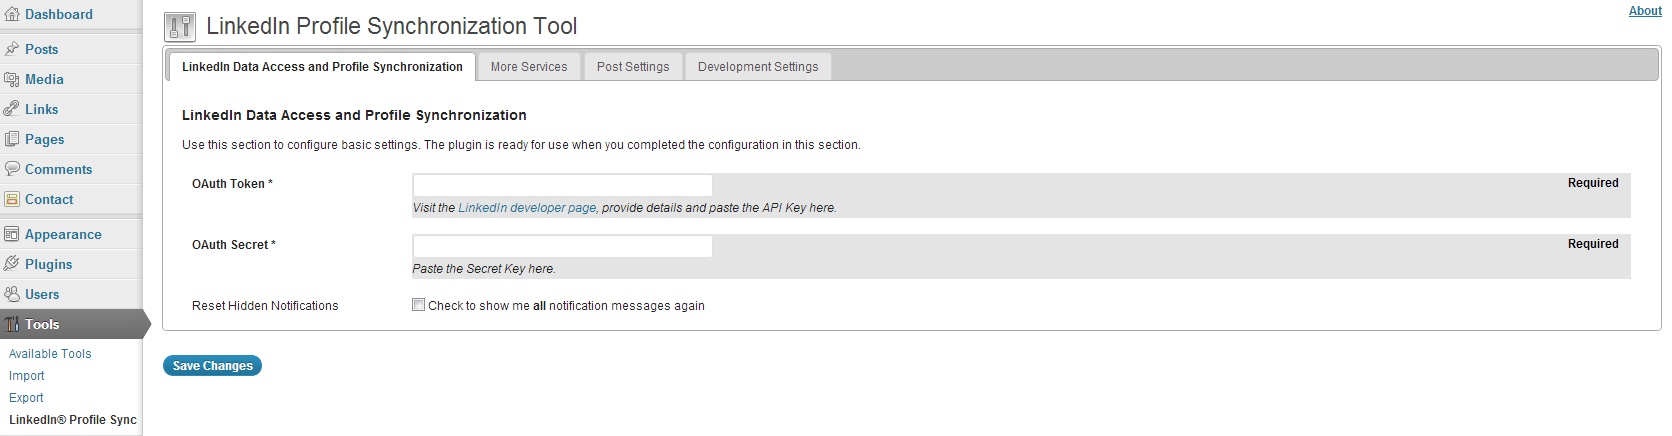 Dashboard
Posts
Media
Links
Pages
Comments
Contact
Appearance
Plugins
Users
Tools
Available Tools
Import
Export
LinkedIn® Profile Sync
About
LinkedIn Profile Synchronization Tool
LinkedIn Data Access and Profile Synchronization More Services Post Settings Development Settings
LinkedIn Data Access and Profile Synchronization
Use this section to configure basic settings. The plugin is ready for use when you completed the configuration in this section.
OAuth Token * Required
Visit the LinkedIn developer page, provide details and paste the API Key here.
OAuth Secret * Required
Paste the Secret Key here.
Reset Hidden Notifications Check to show me all notification messages again
Save Changes